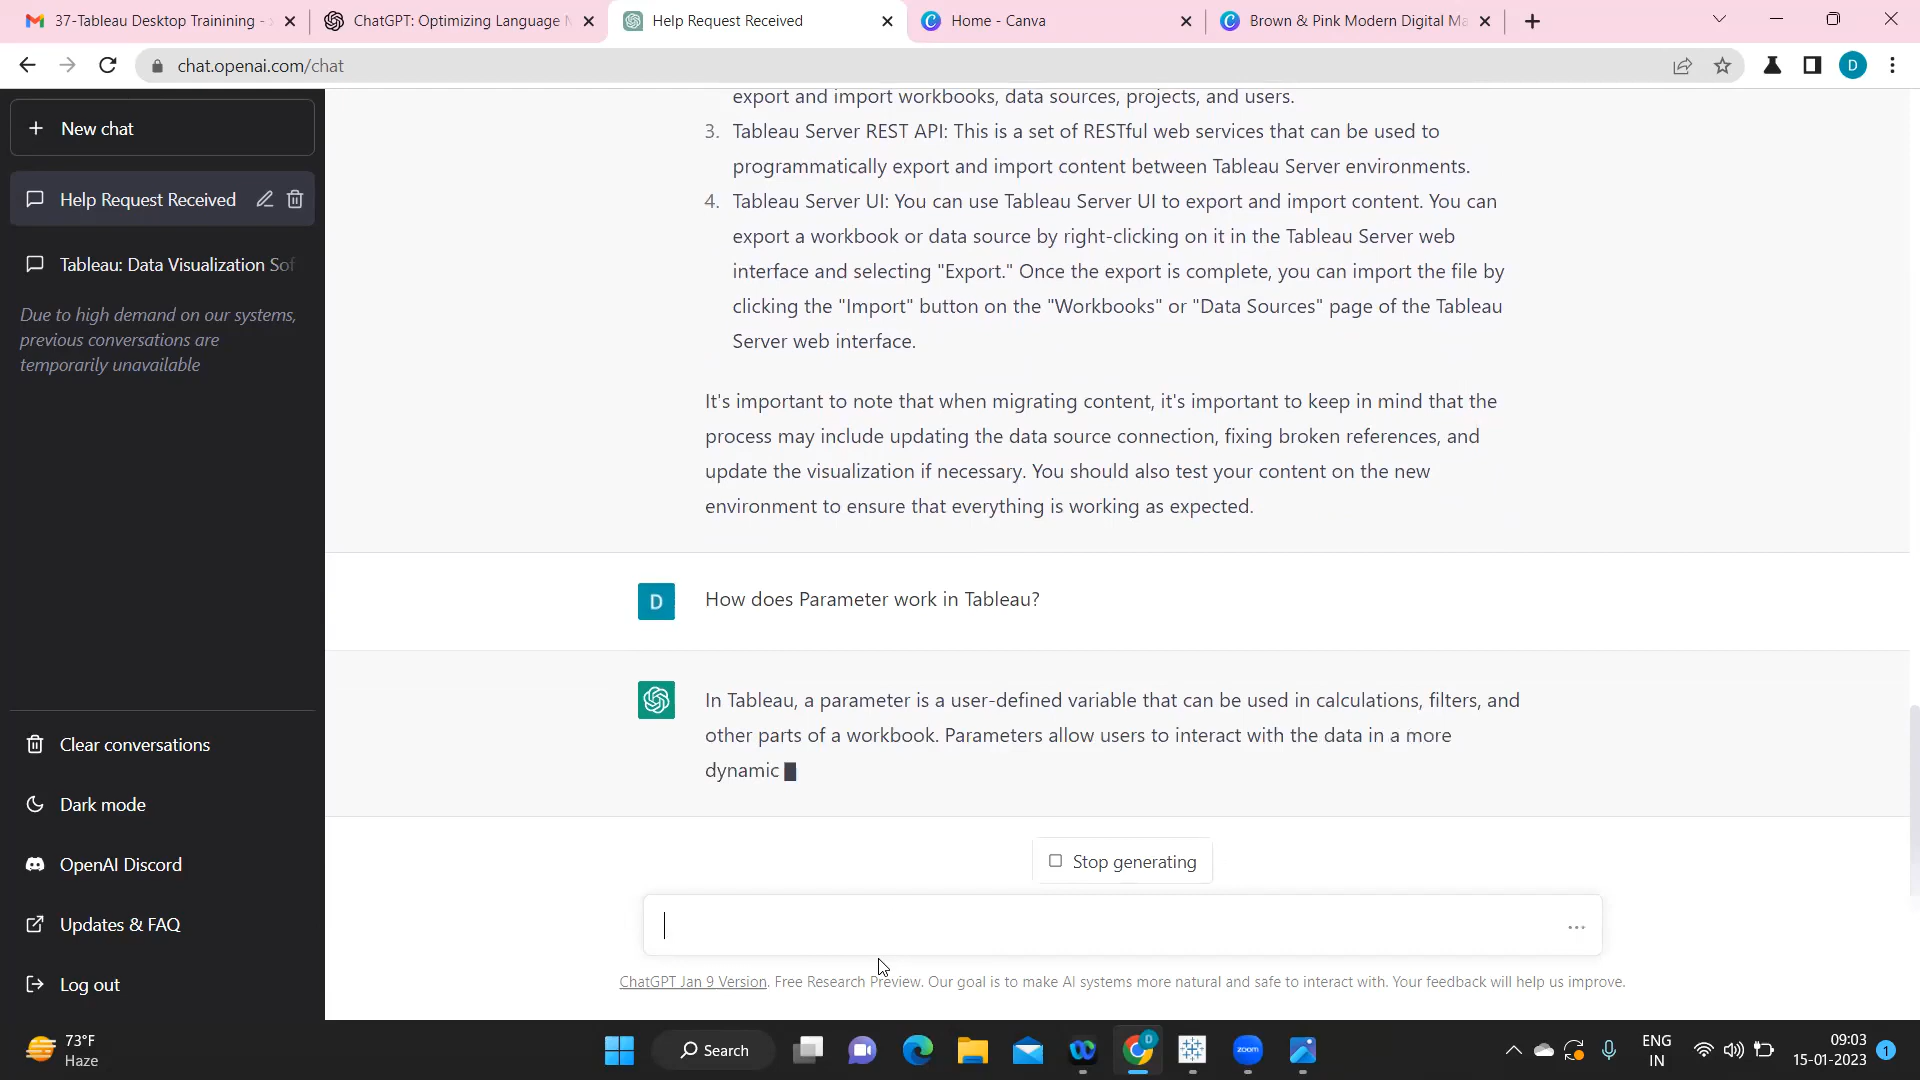 37-Tableau Desktop Trainining -
ChatGPT: Optimizing Language
Help Request Received
Home - Canva
Brown & Pink Modern Digital Ma
chat.openai.com/chat
D
New chat
Help Request Received
Tableau: Data Visualization Sof
Due to high demand on our systems,
previous conversations are
temporarily unavailable
Clear conversations
Dark mode
OpenAI Discord
Updates & FAQ
Log out
export and import workbooks, data sources, projects, and users.
3. Tableau Server REST API: This is a set of RESTful web services that can be used to
programmatically export and import content between Tableau Server environments.
4. Tableau Server UI: You can use Tableau Server UI to export and import content. You can
export a workbook or data source by right-clicking on it in the Tableau Server web
interface and selecting "Export." Once the export is complete, you can import the file by
clicking the "Import" button on the "Workbooks" or "Data Sources" page of the Tableau
Server web interface.
It's important to note that when migrating content, it's important to keep in mind that the
process may include updating the data source connection, fixing broken references, and
update the visualization if necessary. You should also test your content on the new
environment to ensure that everything is working as expected.
D
How does Parameter work in Tableau?
In Tableau, a parameter is a user-defined variable that can be used in calculations, filters, and
other parts of a workbook. Parameters allow users to interact with the data in a more
dynamic
Stop generating
ChatGPT Jan 9 Version. Free Research Preview. Our goal is to make AI systems more natural and safe to interact with. Your feedback will help us improve.
73°F
Haze
Search
D
zoom
ENG
IN
09:03
15-01-2023
1